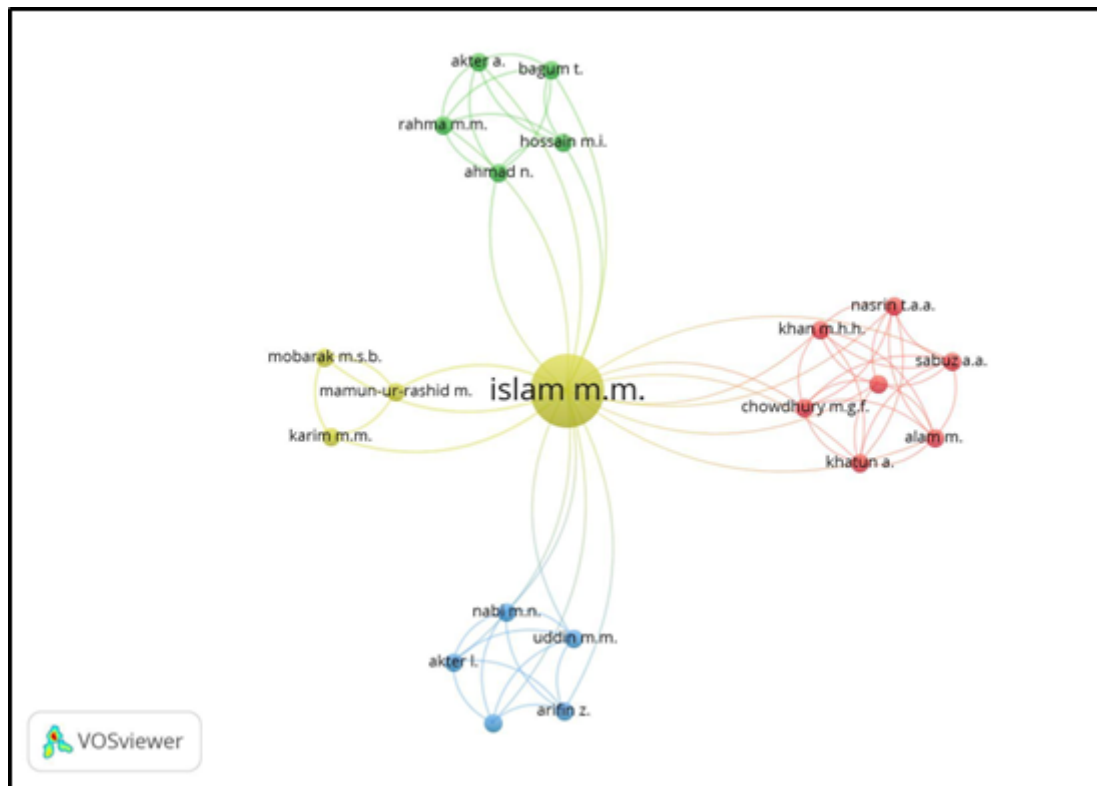 akter a.
bagum t.
rahma m.m.
hossain m.i.
ahmad n.
nasrin t.a.a.
khan m.h.h.
mobarak m.s.b.
sabuz a.a.
mamun-ur-rashid m.
islam m.m.
chowdhury m.g.f.
karim m.m.
alam m.
khatun a.
nabi m.n.
uddin m.m.
akter l.
arifin z.
VOSviewer